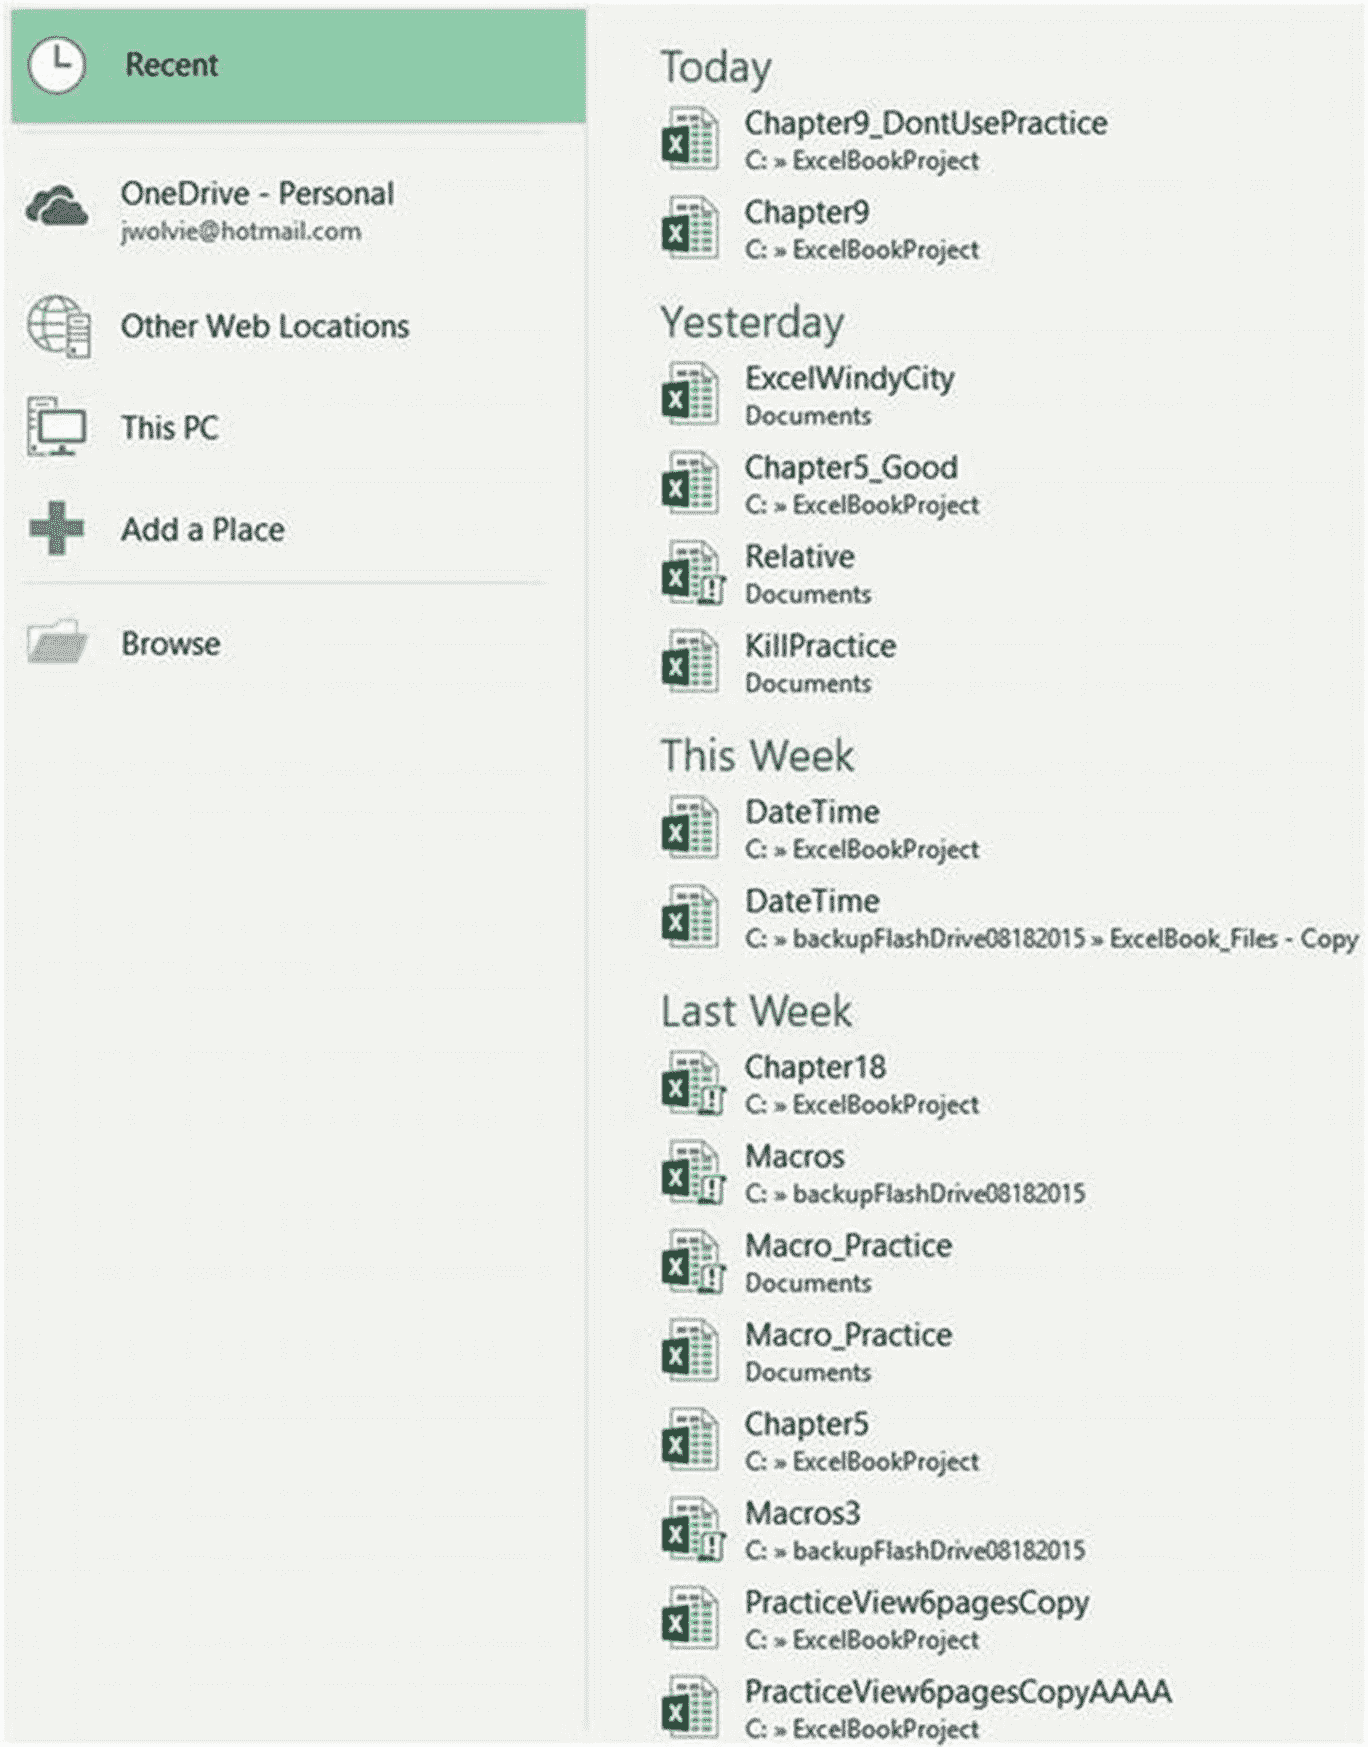 Recent
OneDrive - Personal
jwolvie@hotmail.com
Other Web Locations
This PC
Add a Place
Browse
Today
Chapter9_DontUsePractice
C: » ExcelBookProject
Chapter9
C: » ExcelBookProject
Yesterday
ExcelWindyCity
Documents
Chapter5_Good
C: » ExcelBookProject
Relative
Documents
KillPractice
Documents
This Week
DateTime
C: » ExcelBookProject
DateTime
C: » backupFlashDrive08182015 » ExcelBook_Files - Copy
Last Week
Chapter18
C: » ExcelBookProject
Macros
C: » backupFlashDrive08182015
Macro_Practice
Documents
Macro_Practice
Documents
Chapter5
C: » ExcelBookProject
Macros3
C: » backupFlashDrive08182015
PracticeView6pagesCopy
C: » ExcelBookProject
PracticeView6pagesCopyAAAA
C: » ExcelBookProject